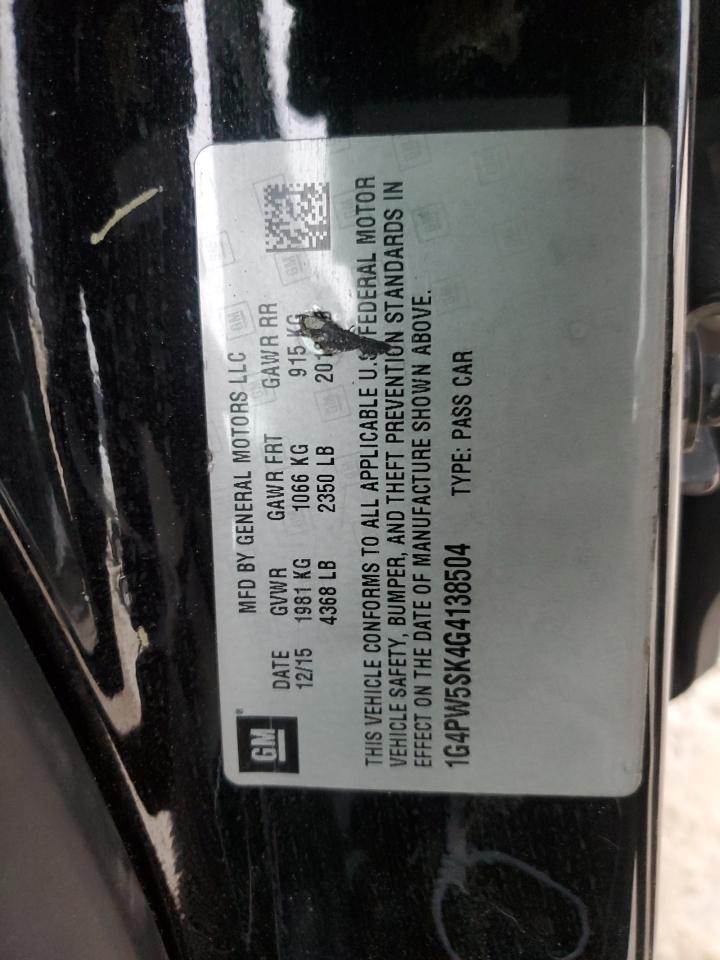 GM®
MFD BY GENERAL MOTORS LLC
DATE GVWR GAWR FRT GAWR RR
12/15 1981 KG 1066 KG 915 KG
4368 LB 2350 LB
THIS VEHICLE CONFORMS TO ALL APPLICABLE U.S. FEDERAL MOTOR
VEHICLE SAFETY, BUMPER, AND THEFT PREVENTION STANDARDS IN
EFFECT ON THE DATE OF MANUFACTURE SHOWN ABOVE.
1G4PW5SK4G4138504 TYPE: PASS CAR